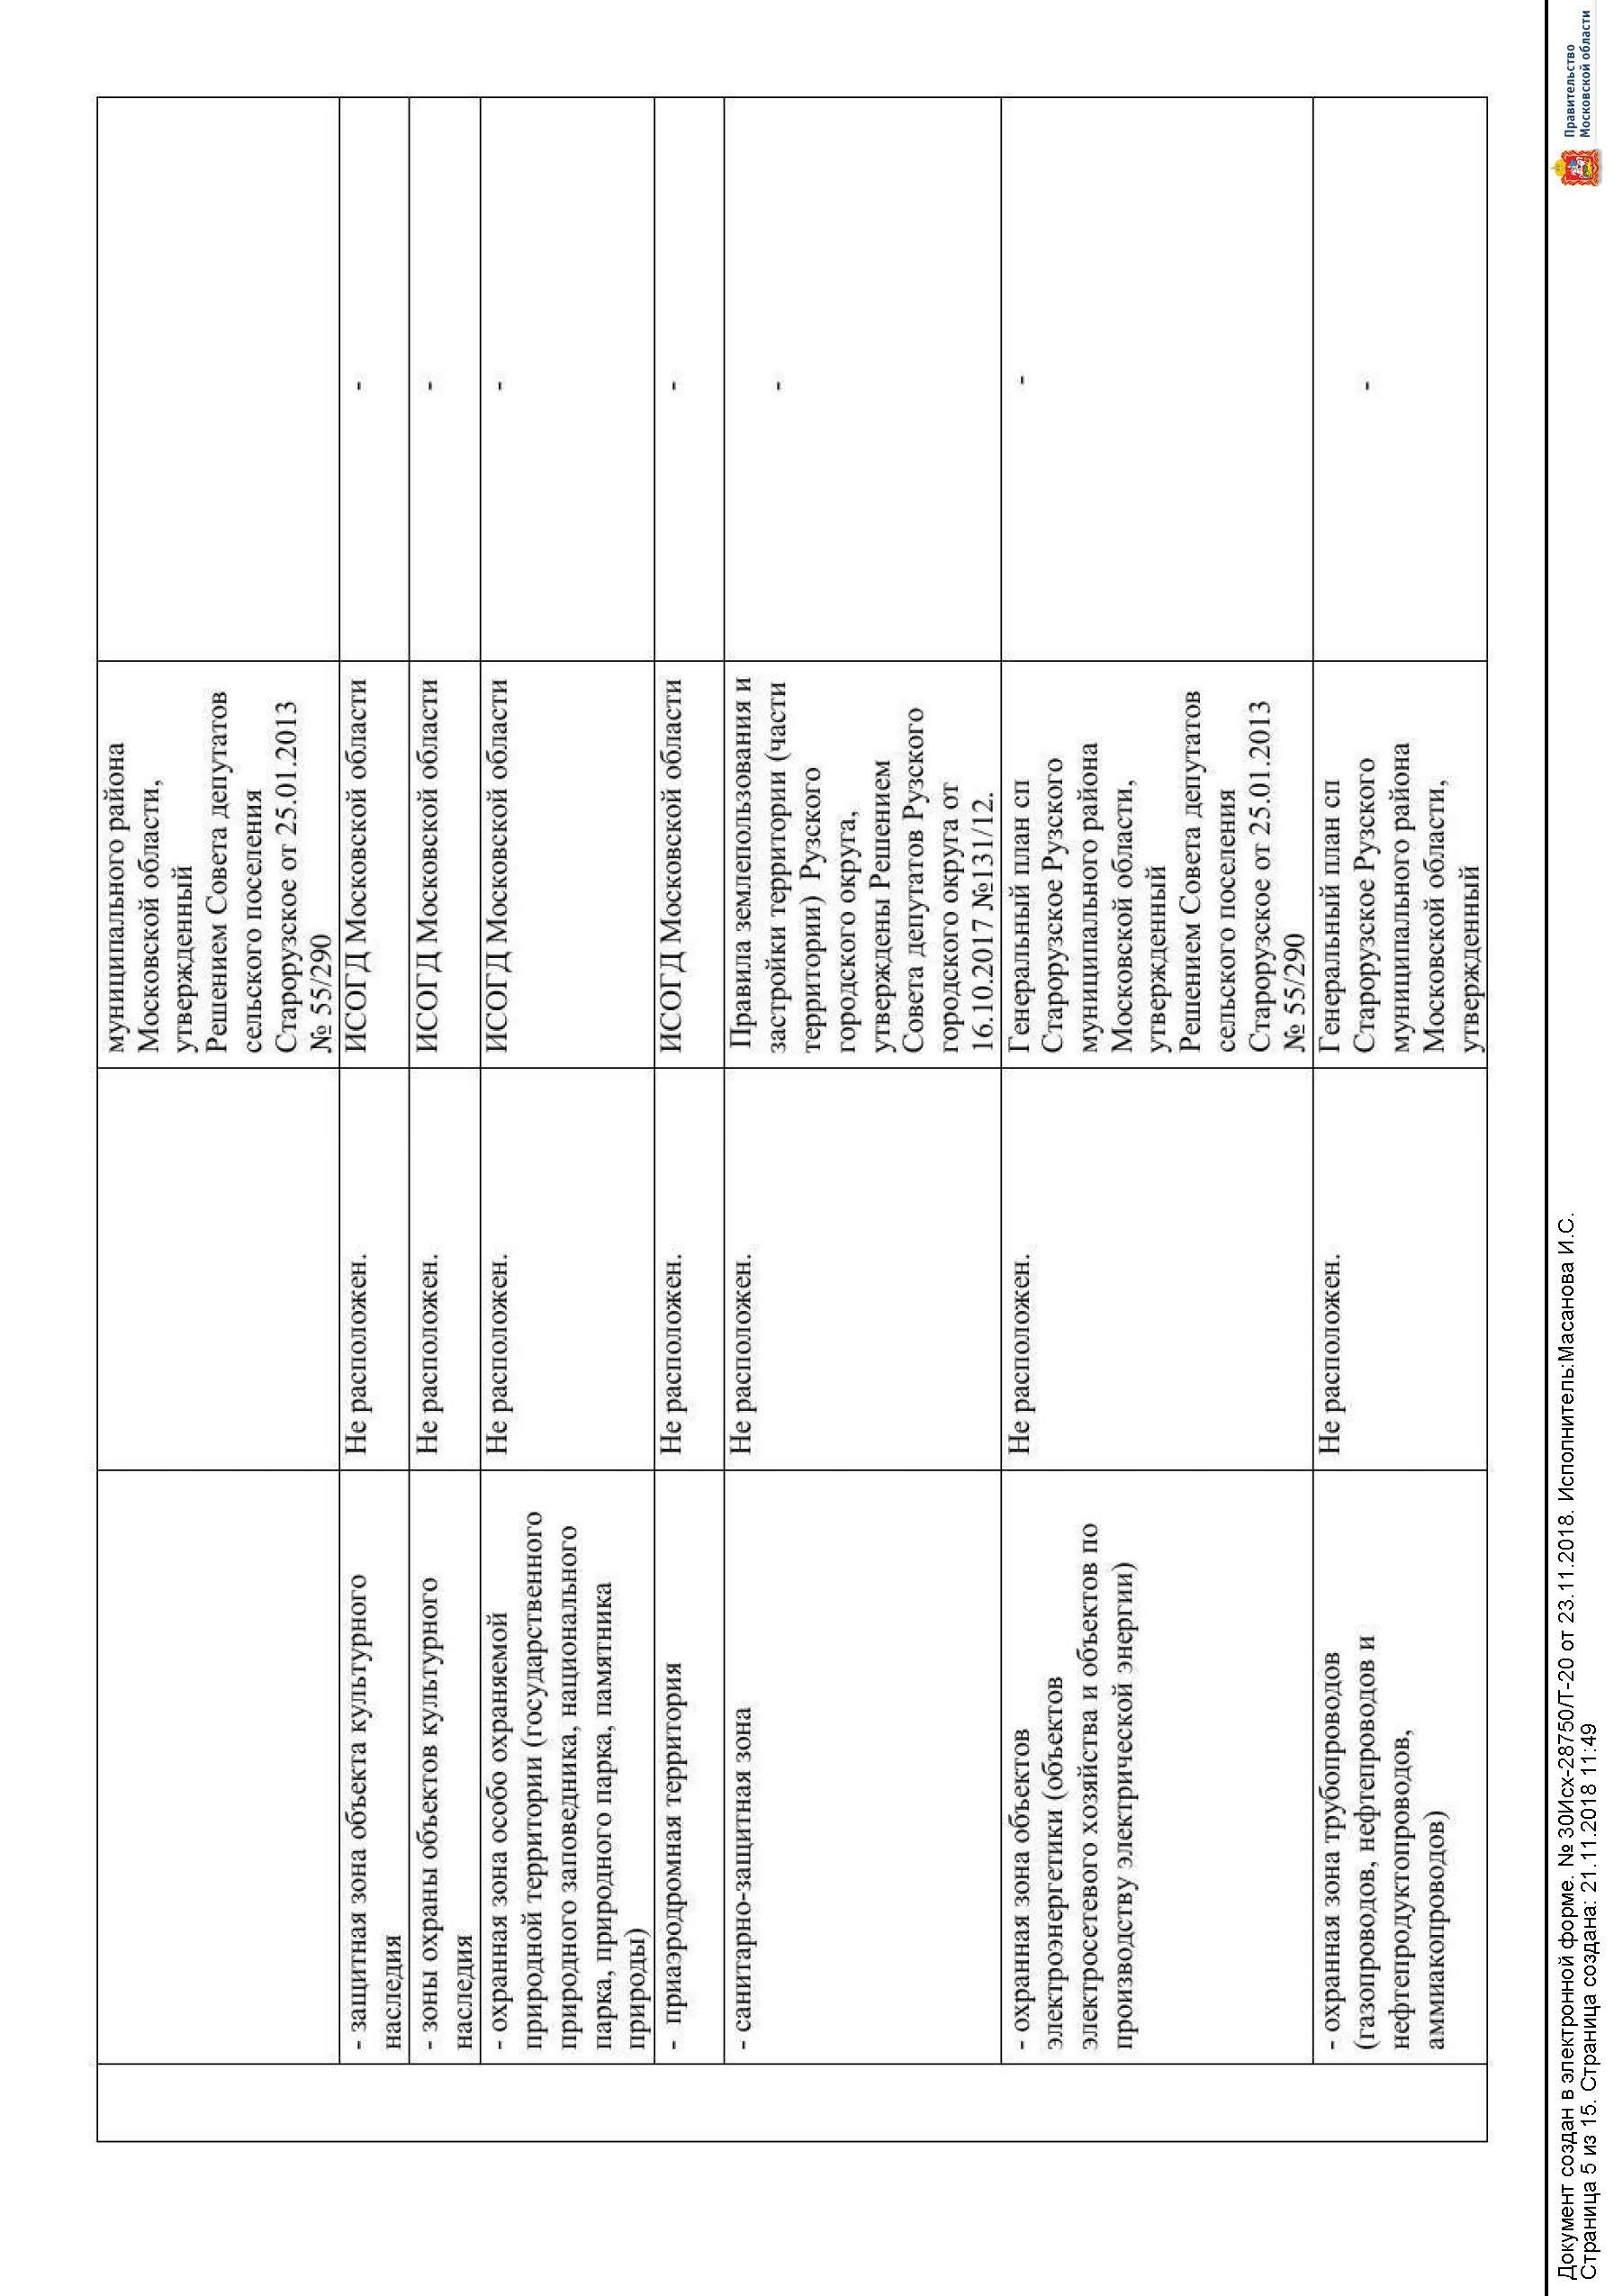 муниципального района
Московской области,
утвержденный
Решением Совета депутатов
сельского поселения
Старорузское от 25.01.2013
№ 55/290
- защитная зона объекта культурного
наследия
Не расположен.
ИСОГД Московской области
-
- зоны охраны объектов культурного
наследия
Не расположен.
ИСОГД Московской области
-
- охранная зона особо охраняемой
природной территории (государственного
природного заповедника, национального
парка, природного парка, памятника
природы)
Не расположен.
ИСОГД Московской области
-
- приаэродромная территория
Не расположен.
ИСОГД Московской области
-
- санитарно-защитная зона
Не расположен.
Правила землепользования и
застройки территории (части
территории) Рузского
городского округа,
утверждены Решением
Совета депутатов Рузского
городского округа от
16.10.2017 №131/12.
-
- охранная зона объектов
электроэнергетики (объектов
электросетевого хозяйства и объектов по
производству электрической энергии)
Не расположен.
Генеральный план сп
Старорузское Рузского
муниципального района
Московской области,
утвержденный
Решением Совета депутатов
сельского поселения
Старорузское от 25.01.2013
№ 55/290
-
- охранная зона трубопроводов
(газопроводов, нефтепроводов и
нефтепродуктопроводов,
аммиакопроводов)
Не расположен.
Генеральный план сп
Старорузское Рузского
муниципального района
Московской области,
утвержденный
-
Документ создан в электронной форме. № 30Исх-28750/Т-20 от 23.11.2018. Исполнитель:Масанова И.С.
Страница 5 из 15. Страница создана: 21.11.2018 11:49
Правительство
Московской области